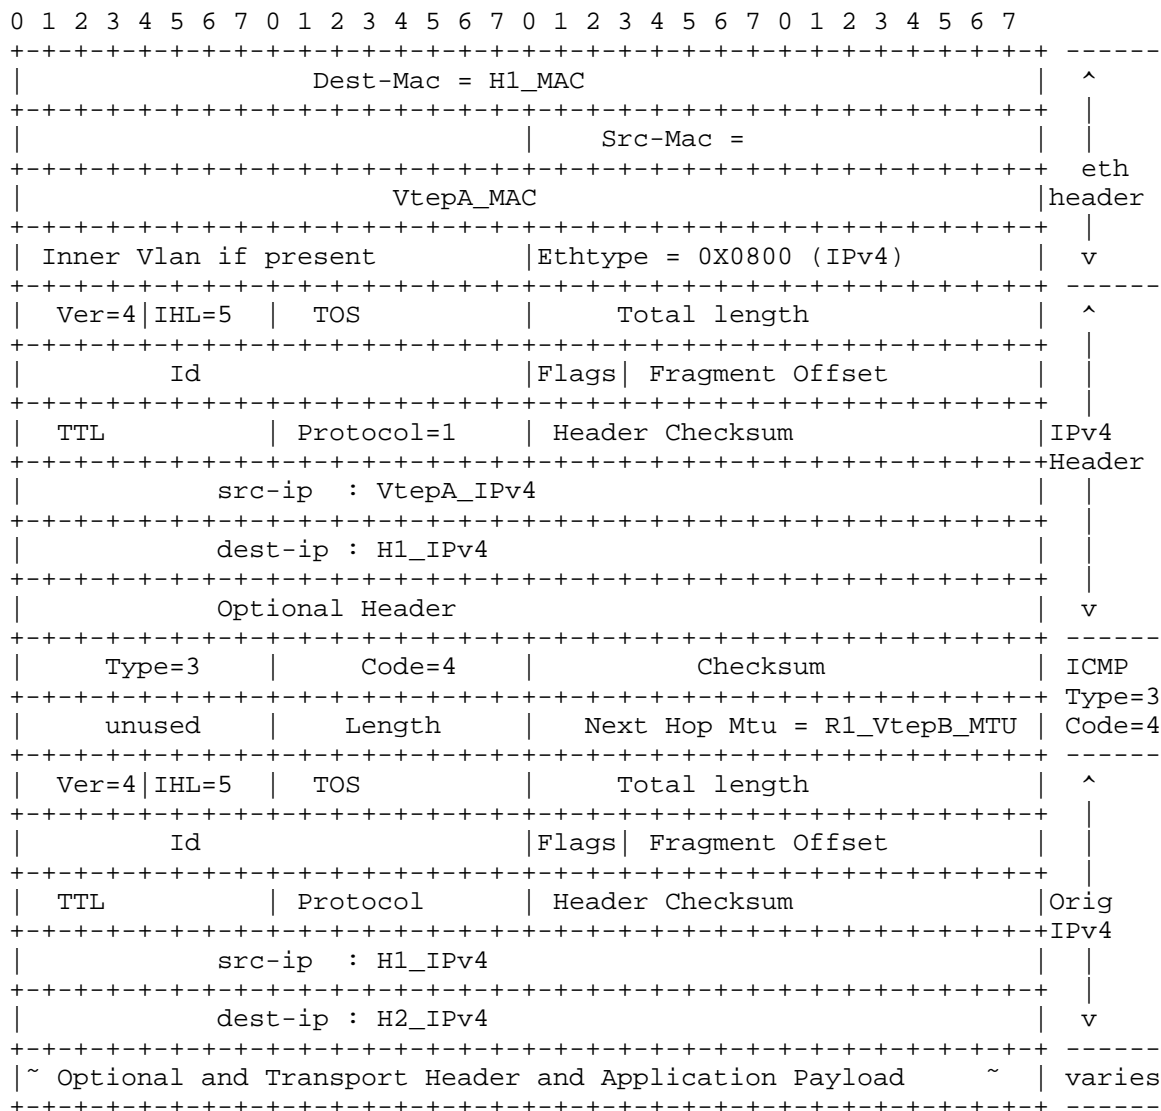 0 1 2 3 4 5 6 7 0 1 2 3 4 5 6 7 0 1 2 3 4 5 6 7 0 1 2 3 4 5 6 7
+-+-+-+-+-+-+-+-+-+-+-+-+-+-+-+-+-+-+-+-+-+-+-+-+-+-+-+-+-+-+-+-+ ------
|                  Dest-Mac = H1_MAC                            |  ^
+-+-+-+-+-+-+-+-+-+-+-+-+-+-+-+-+-+-+-+-+-+-+-+-+-+-+-+-+-+-+-+-+  |
|                               |    Src-Mac =                  |  |
+-+-+-+-+-+-+-+-+-+-+-+-+-+-+-+-+-+-+-+-+-+-+-+-+-+-+-+-+-+-+-+-+  eth
|                       VtepA_MAC                               |header
+-+-+-+-+-+-+-+-+-+-+-+-+-+-+-+-+-+-+-+-+-+-+-+-+-+-+-+-+-+-+-+-+  |
| Inner Vlan if present         |Ethtype = 0X0800 (IPv4)        |  v
+-+-+-+-+-+-+-+-+-+-+-+-+-+-+-+-+-+-+-+-+-+-+-+-+-+-+-+-+-+-+-+-+ ------
|  Ver=4|IHL=5  |  TOS          |     Total length              |  ^
+-+-+-+-+-+-+-+-+-+-+-+-+-+-+-+-+-+-+-+-+-+-+-+-+-+-+-+-+-+-+-+-+  |
|         Id                    |Flags| Fragment Offset         |  |
+-+-+-+-+-+-+-+-+-+-+-+-+-+-+-+-+-+-+-+-+-+-+-+-+-+-+-+-+-+-+-+-+  |
|  TTL          | Protocol=1    | Header Checksum               |IPv4
+-+-+-+-+-+-+-+-+-+-+-+-+-+-+-+-+-+-+-+-+-+-+-+-+-+-+-+-+-+-+-+-+Header
|            src-ip  : VtepA_IPv4                               |  |
+-+-+-+-+-+-+-+-+-+-+-+-+-+-+-+-+-+-+-+-+-+-+-+-+-+-+-+-+-+-+-+-+  |
|            dest-ip : H1_IPv4                                  |  |
+-+-+-+-+-+-+-+-+-+-+-+-+-+-+-+-+-+-+-+-+-+-+-+-+-+-+-+-+-+-+-+-+  |
|            Optional Header                                    |  v
+-+-+-+-+-+-+-+-+-+-+-+-+-+-+-+-+-+-+-+-+-+-+-+-+-+-+-+-+-+-+-+-+ ------
|     Type=3    |     Code=4    |          Checksum             | ICMP
+-+-+-+-+-+-+-+-+-+-+-+-+-+-+-+-+-+-+-+-+-+-+-+-+-+-+-+-+-+-+-+-+ Type=3
|     unused    |    Length     |   Next Hop Mtu = R1_VtepB_MTU | Code=4
+-+-+-+-+-+-+-+-+-+-+-+-+-+-+-+-+-+-+-+-+-+-+-+-+-+-+-+-+-+-+-+-+ ------
|  Ver=4|IHL=5  |  TOS          |     Total length              |  ^
+-+-+-+-+-+-+-+-+-+-+-+-+-+-+-+-+-+-+-+-+-+-+-+-+-+-+-+-+-+-+-+-+  |
|         Id                    |Flags| Fragment Offset         |  |
+-+-+-+-+-+-+-+-+-+-+-+-+-+-+-+-+-+-+-+-+-+-+-+-+-+-+-+-+-+-+-+-+  |
|  TTL          | Protocol      | Header Checksum               |Orig
+-+-+-+-+-+-+-+-+-+-+-+-+-+-+-+-+-+-+-+-+-+-+-+-+-+-+-+-+-+-+-+-+IPv4
|            src-ip  : H1_IPv4                                  |  |
+-+-+-+-+-+-+-+-+-+-+-+-+-+-+-+-+-+-+-+-+-+-+-+-+-+-+-+-+-+-+-+-+  |
|            dest-ip : H2_IPv4                                  |  v
+-+-+-+-+-+-+-+-+-+-+-+-+-+-+-+-+-+-+-+-+-+-+-+-+-+-+-+-+-+-+-+-+ ------
|~ Optional and Transport Header and Application Payload     ~  | varies
+-+-+-+-+-+-+-+-+-+-+-+-+-+-+-+-+-+-+-+-+-+-+-+-+-+-+-+-+-+-+-+-+ ------